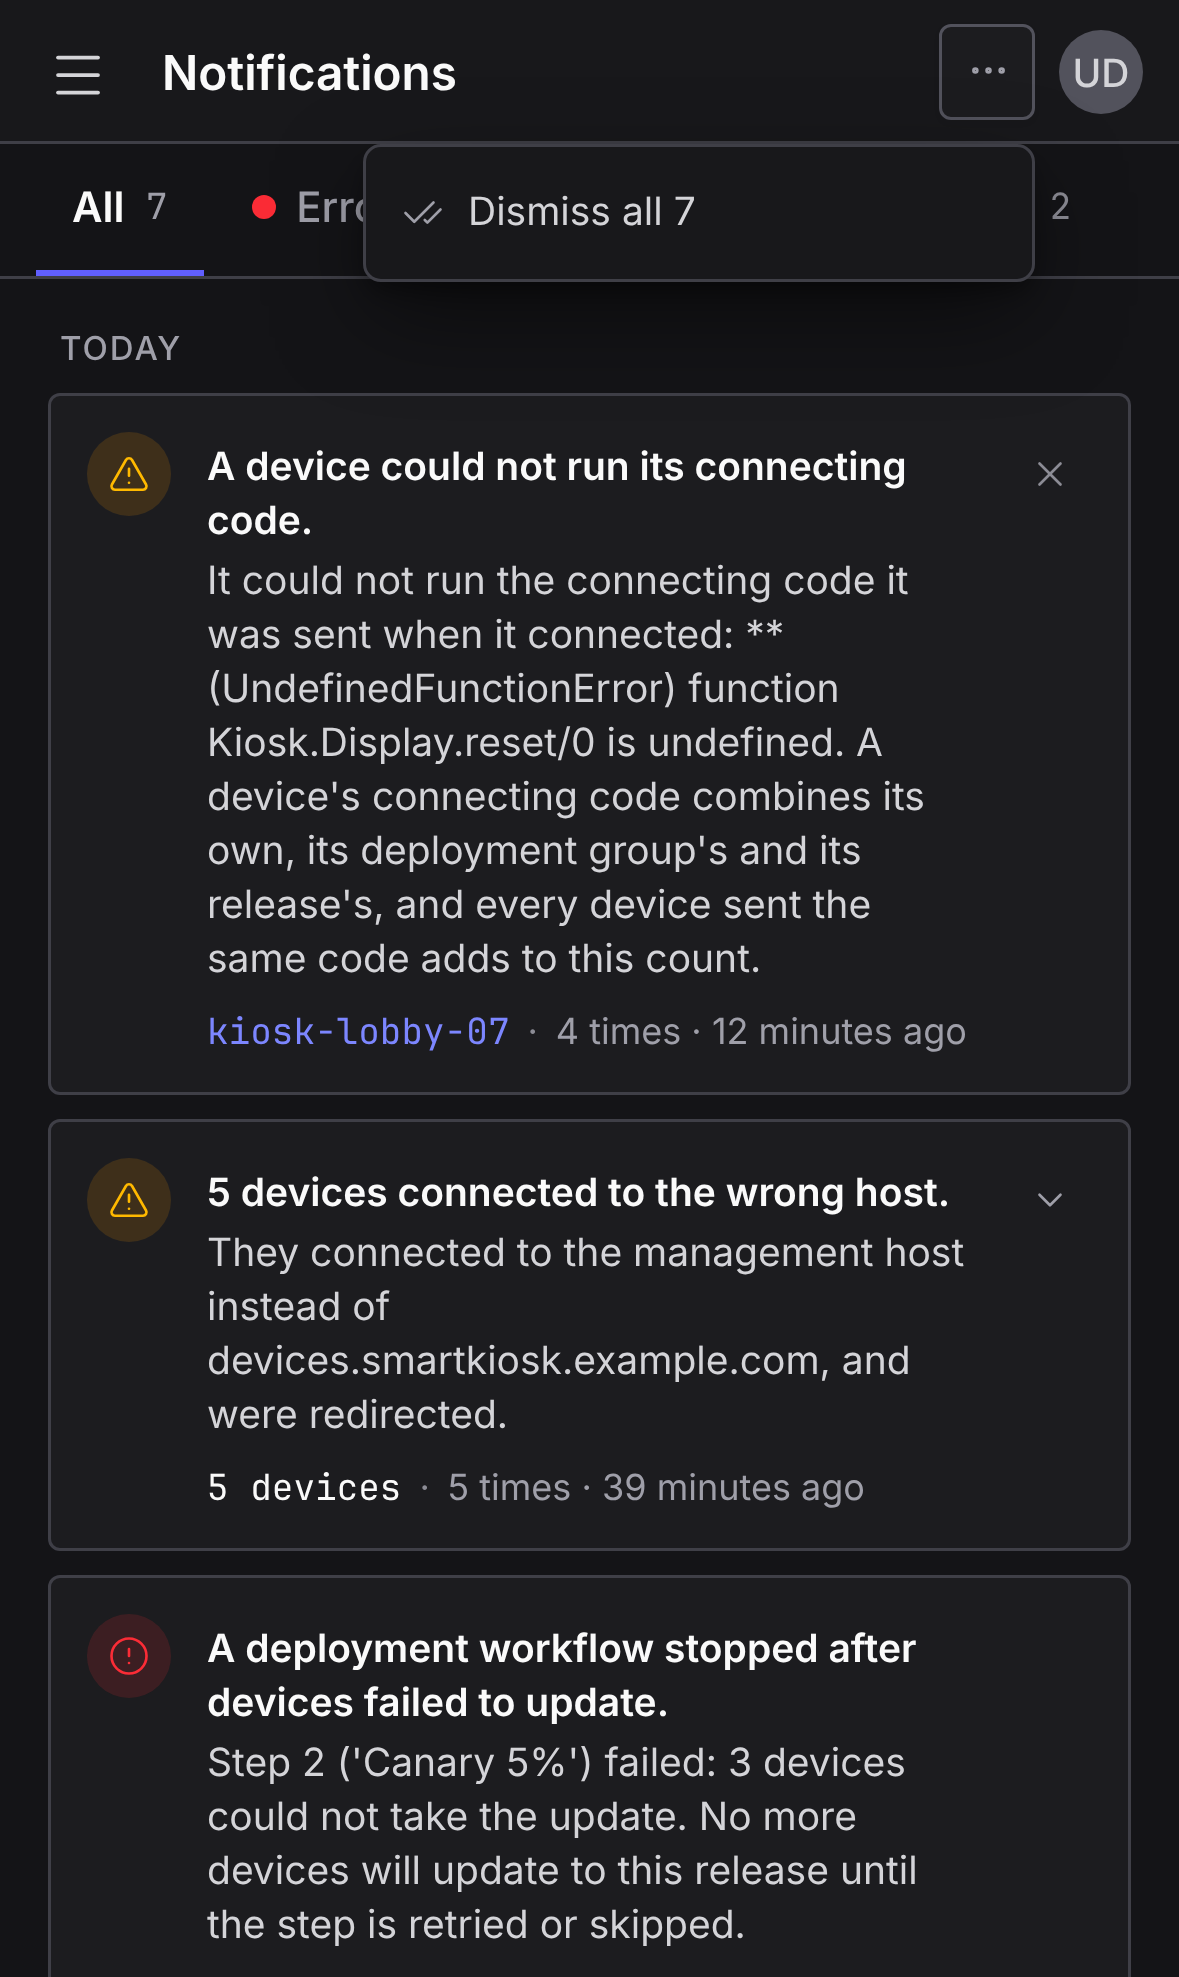 Notifications
UD
All 7
Dismiss all 7
2
TODAY
A device could not run its connecting
code.
It could not run the connecting code it
was sent when it connected: **
(UndefinedFunctionError) function
Kiosk.Display.reset/0 is undefined. A
device's connecting code combines its
own, its deployment group's and its
release's, and every device sent the
same code adds to this count.
kiosk-lobby-07 · 4 times · 12 minutes ago
5 devices connected to the wrong host.
They connected to the management host
instead of
devices.smartkiosk.example.com, and
were redirected.
5 devices · 5 times · 39 minutes ago
A deployment workflow stopped after
devices failed to update.
Step 2 ('Canary 5%') failed: 3 devices
could not take the update. No more
devices will update to this release until
the step is retried or skipped.